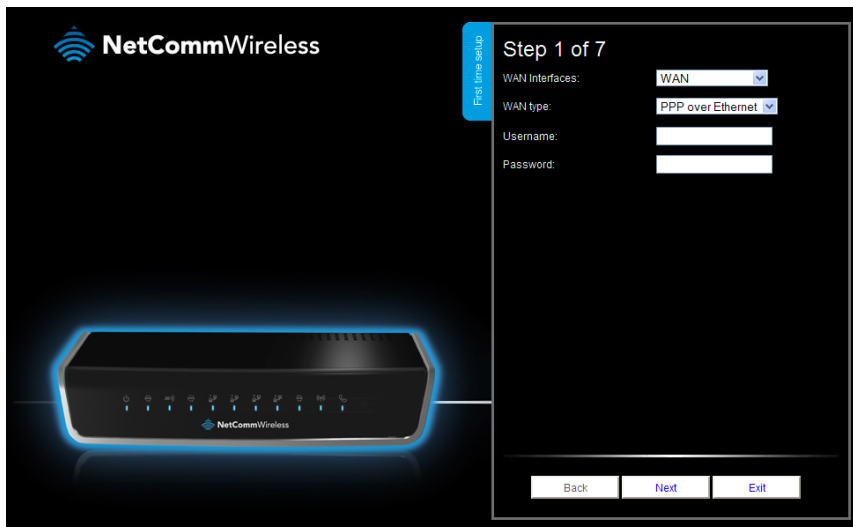 NetCommWireless
First time setup
Step 1 of 7
WAN Interfaces: WAN
WAN type: PPP over Ethernet
Username:
Password:
NetCommWireless
Back Next Exit